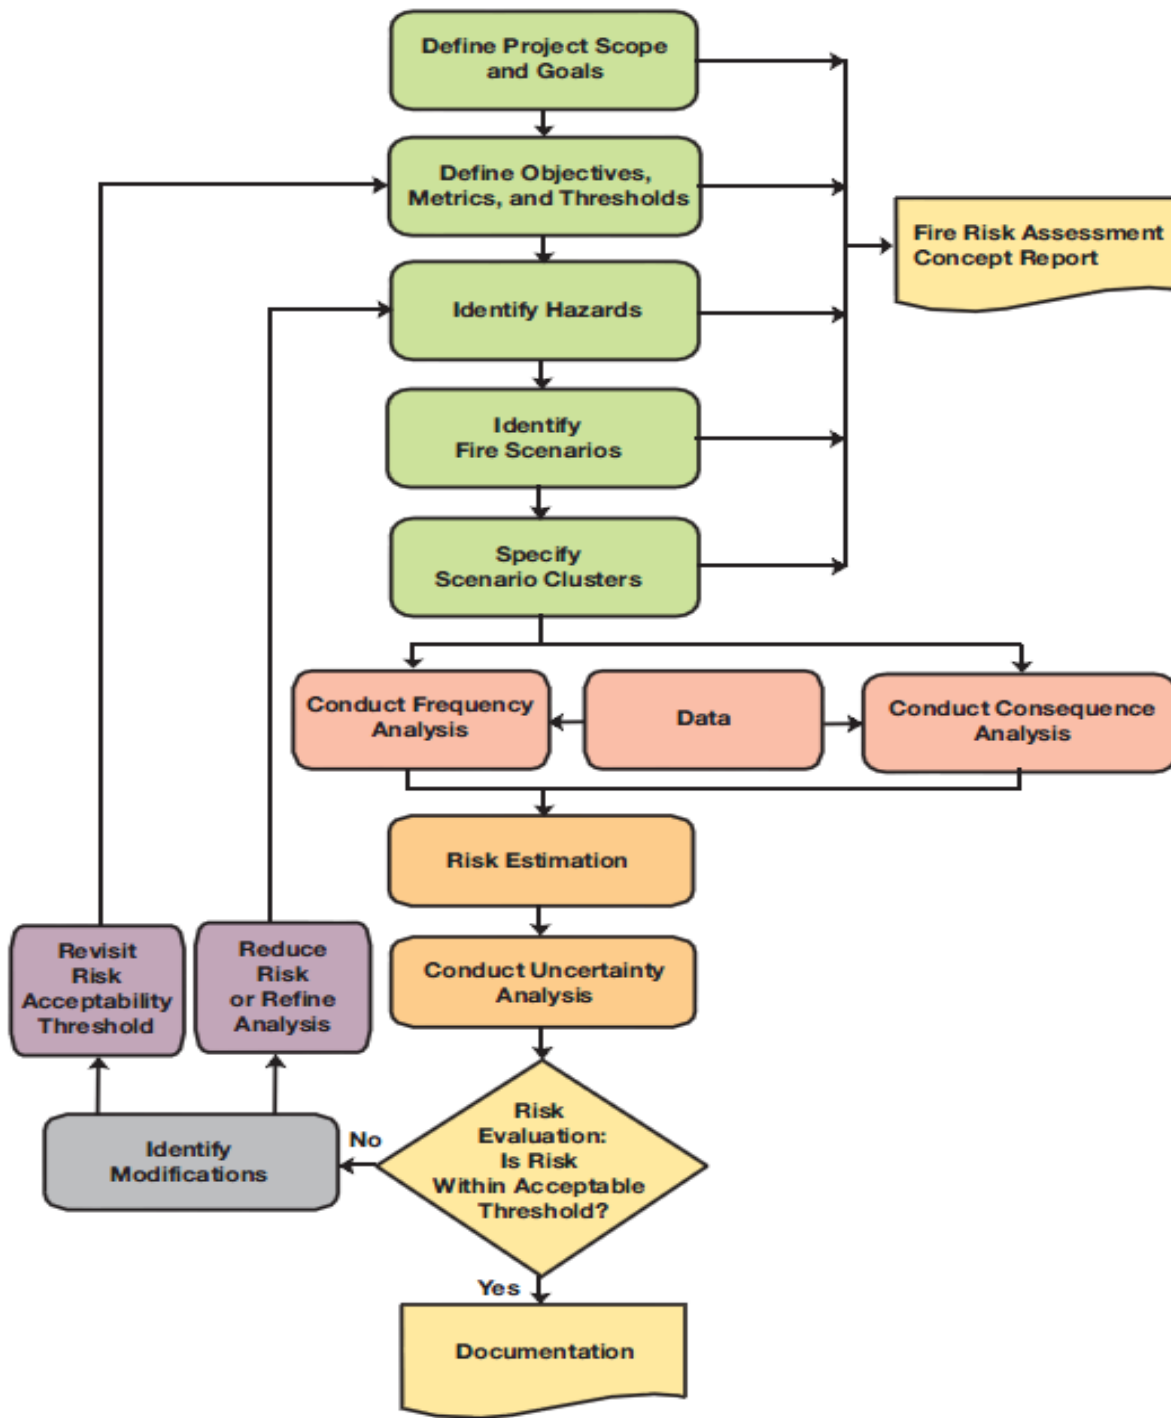 Define Project Scope
and Goals
Define Objectives,
Metrics, and Thresholds
Fire Risk Assessment
Concept Report
Identify Hazards
Identify
Fire Scenarios
Specify
Scenario Clusters
Conduct Frequency
Analysis
Data
Conduct Consequence
Analysis
Risk Estimation
Revisit
Risk
Acceptability
Threshold
Reduce
Risk
or Refine
Analysis
Conduct Uncertainty
Analysis
Identify
Modifications
No
Risk
Evaluation:
Is Risk
Within Acceptable
Threshold?
Yes
Documentation